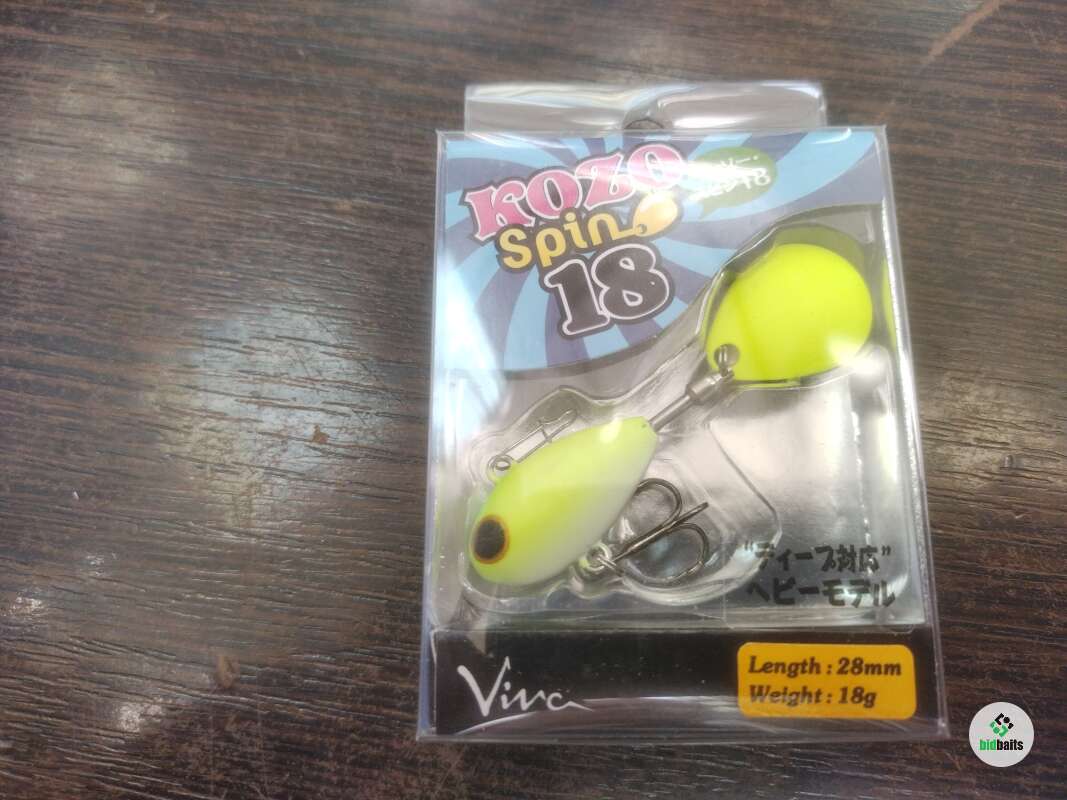 KOZO
Spin
18
"ディープ対応"
ヘビーモデル
Viva
Length : 28mm
Weight : 18g
bidbaits